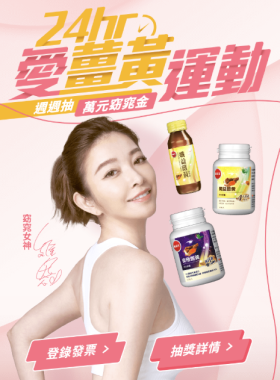 24hr
愛薑黃運動
週週抽 萬元窈窕金
窈窕女神
登錄發票 >
抽獎詳情 >